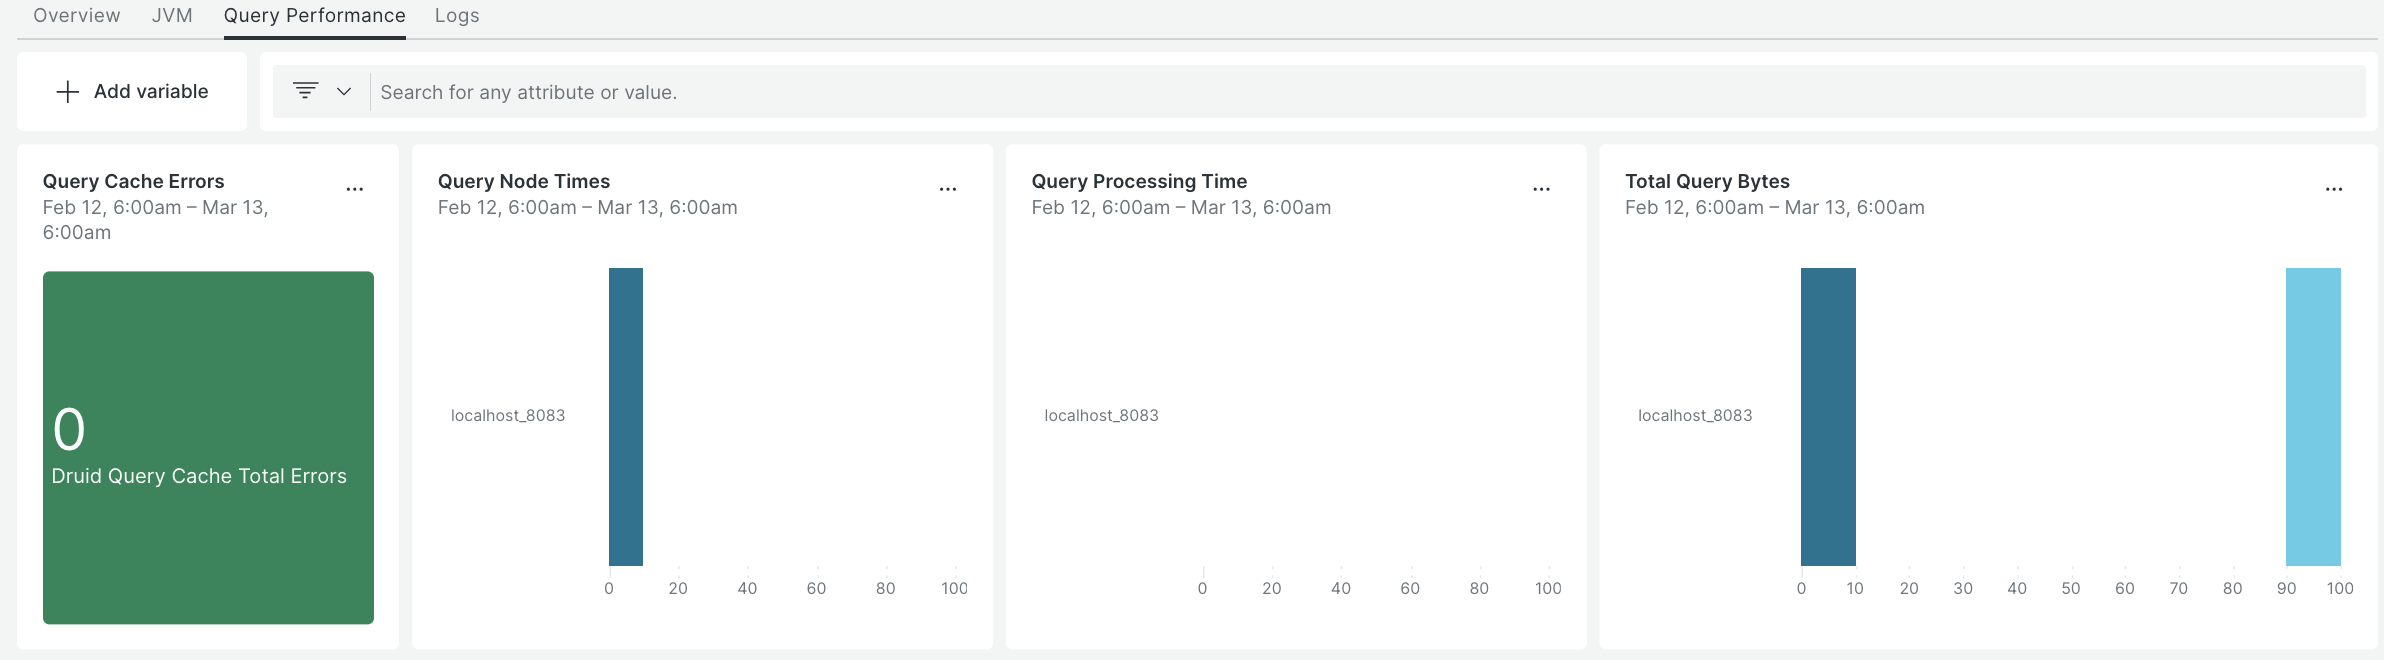 Overview JVM Query Performance Logs
Add variable Search for any attribute or value.
Query Cache Errors
Feb 12, 6:00am – Mar 13,
6:00am
0
Druid Query Cache Total Errors
Query Node Times
Feb 12, 6:00am – Mar 13, 6:00am
localhost_8083
0 20 40 60 80 100
Query Processing Time
Feb 12, 6:00am – Mar 13, 6:00am
localhost_8083
0 20 40 60 80 100
Total Query Bytes
Feb 12, 6:00am – Mar 13, 6:00am
localhost_8083
0 10 20 30 40 50 60 70 80 90 100